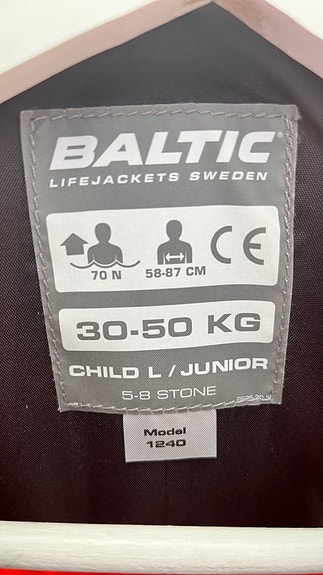 BALTIC®
LIFEJACKETS SWEDEN
70 N
58-87 CM
CE
30-50 KG
CHILD L / JUNIOR
5-8 STONE
Model
1240